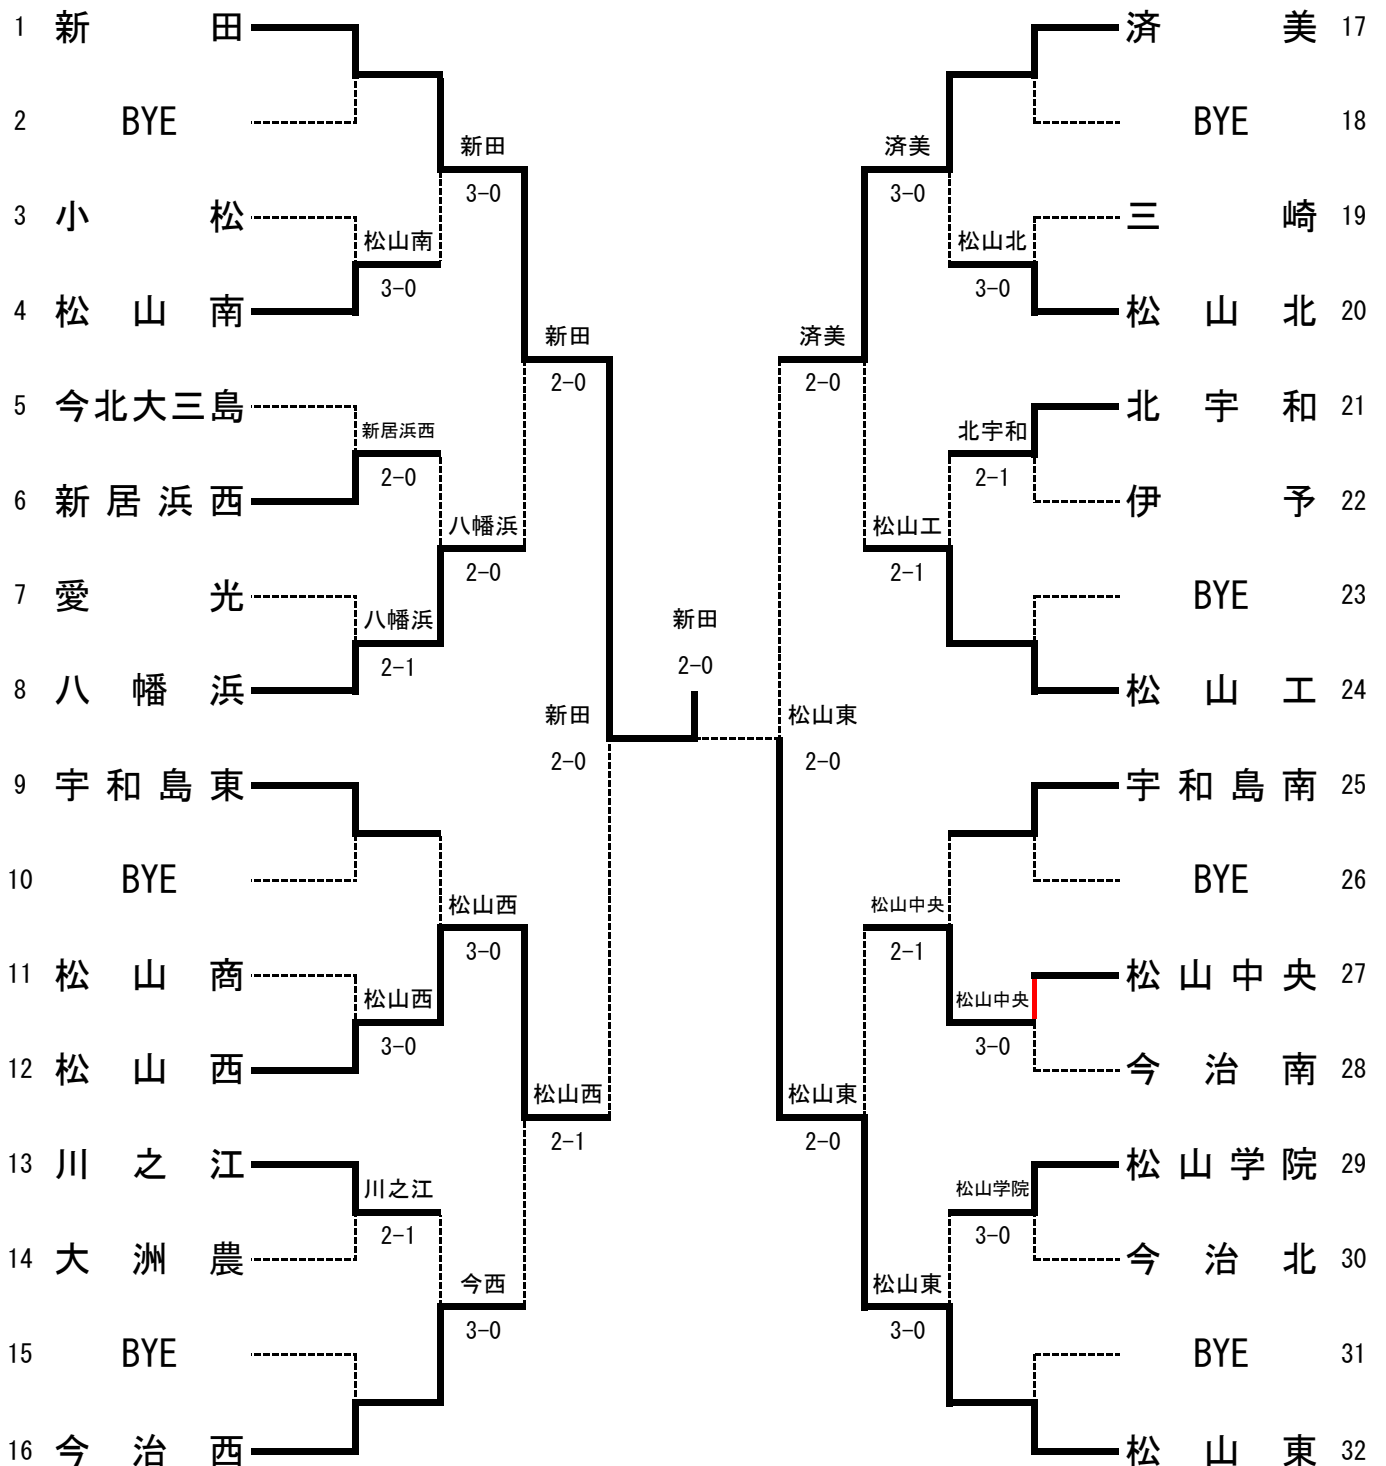 1 新田
2 BYE
3 小松
4 松山南
5 今北大三島
6 新居浜西
7 愛光
8 八幡浜
9 宇和島東
10 BYE
11 松山商
12 松山西
13 川之江
14 大洲農
15 BYE
16 今治西
松山南
3-0
新居浜西
2-0
八幡浜
2-1
松山西
3-0
川之江
2-1
新田
3-0
八幡浜
2-0
松山西
3-0
今西
3-0
新田
2-0
松山西
2-1
新田
2-0
新田
2-0
松山東
2-0
済美
2-0
松山東
2-0
済美
3-0
松山工
2-1
松山中央
2-1
松山東
3-0
松山北
3-0
北宇和
2-1
松山中央
3-0
松山学院
3-0
済美 17
BYE 18
三崎 19
松山北 20
北宇和 21
伊予 22
BYE 23
松山工 24
宇和島南 25
BYE 26
松山中央 27
今治南 28
松山学院 29
今治北 30
BYE 31
松山東 32